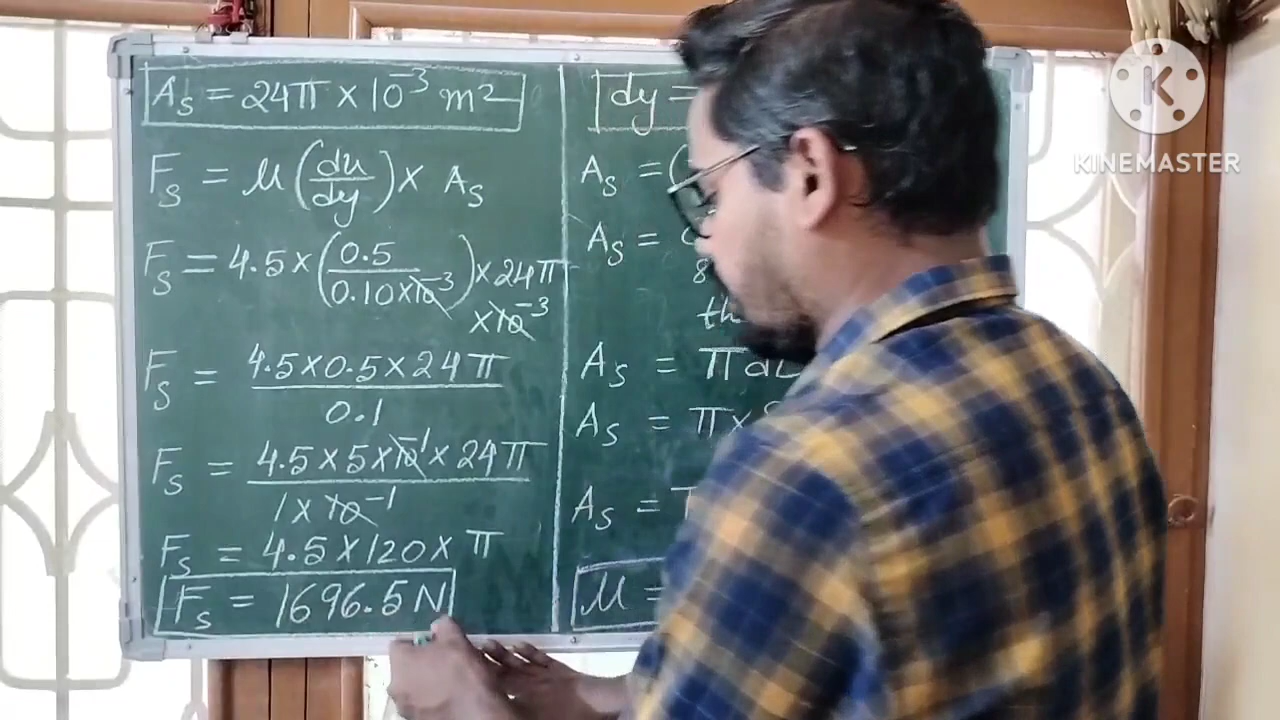 As = 24π × 10⁻³ m²
Fs = μ (du/dy) × As
Fs = 4.5 × (0.5 / 0.10×10⁻³) × 24π
×10⁻³
Fs = 4.5×0.5×24π / 0.1
Fs = 4.5×5×10⁻¹×24π / 1×10⁻¹
Fs = 4.5×120×π
Fs = 1696.5 N
dy =
As = (
As =
8
th
As = πdL
As = π×
As =
μ =
K
KINEMASTER